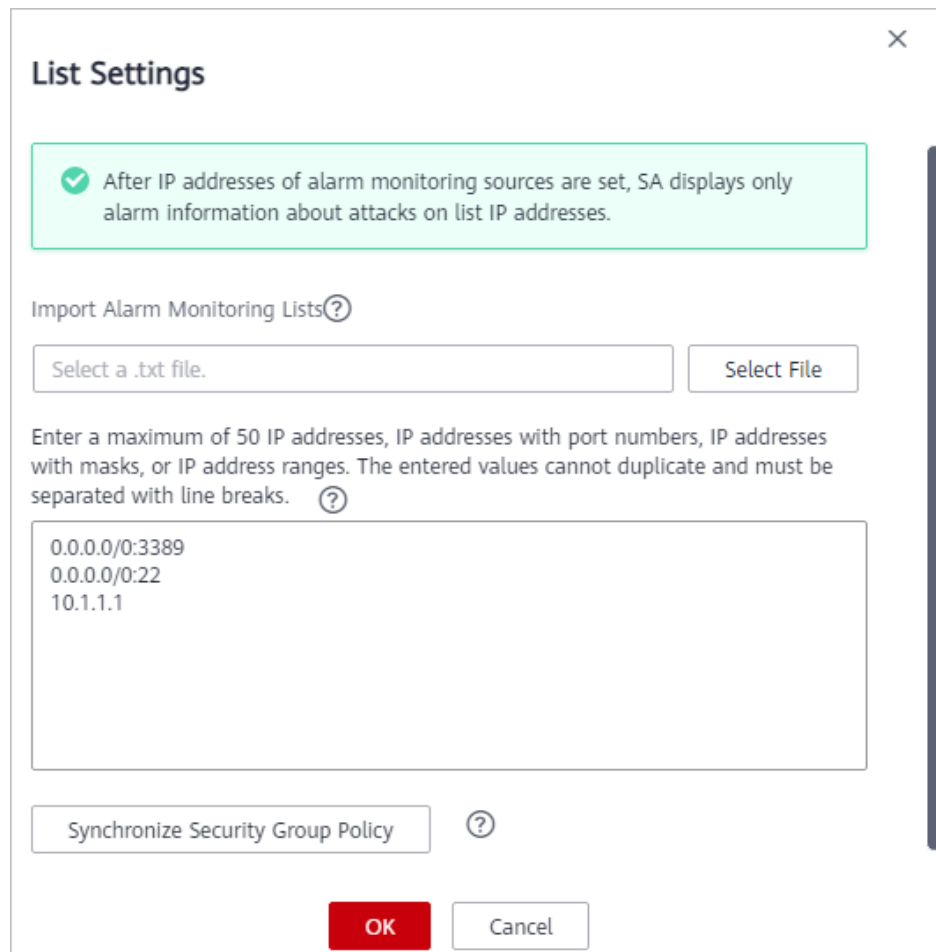 List Settings
After IP addresses of alarm monitoring sources are set, SA displays only
alarm information about attacks on list IP addresses.
Import Alarm Monitoring Lists?
Select a .txt file.
Select File
Enter a maximum of 50 IP addresses, IP addresses with port numbers, IP addresses
with masks, or IP address ranges. The entered values cannot duplicate and must be
separated with line breaks. ?
0.0.0.0/0:3389
0.0.0.0/0:22
10.1.1.1
Synchronize Security Group Policy ?
OK
Cancel